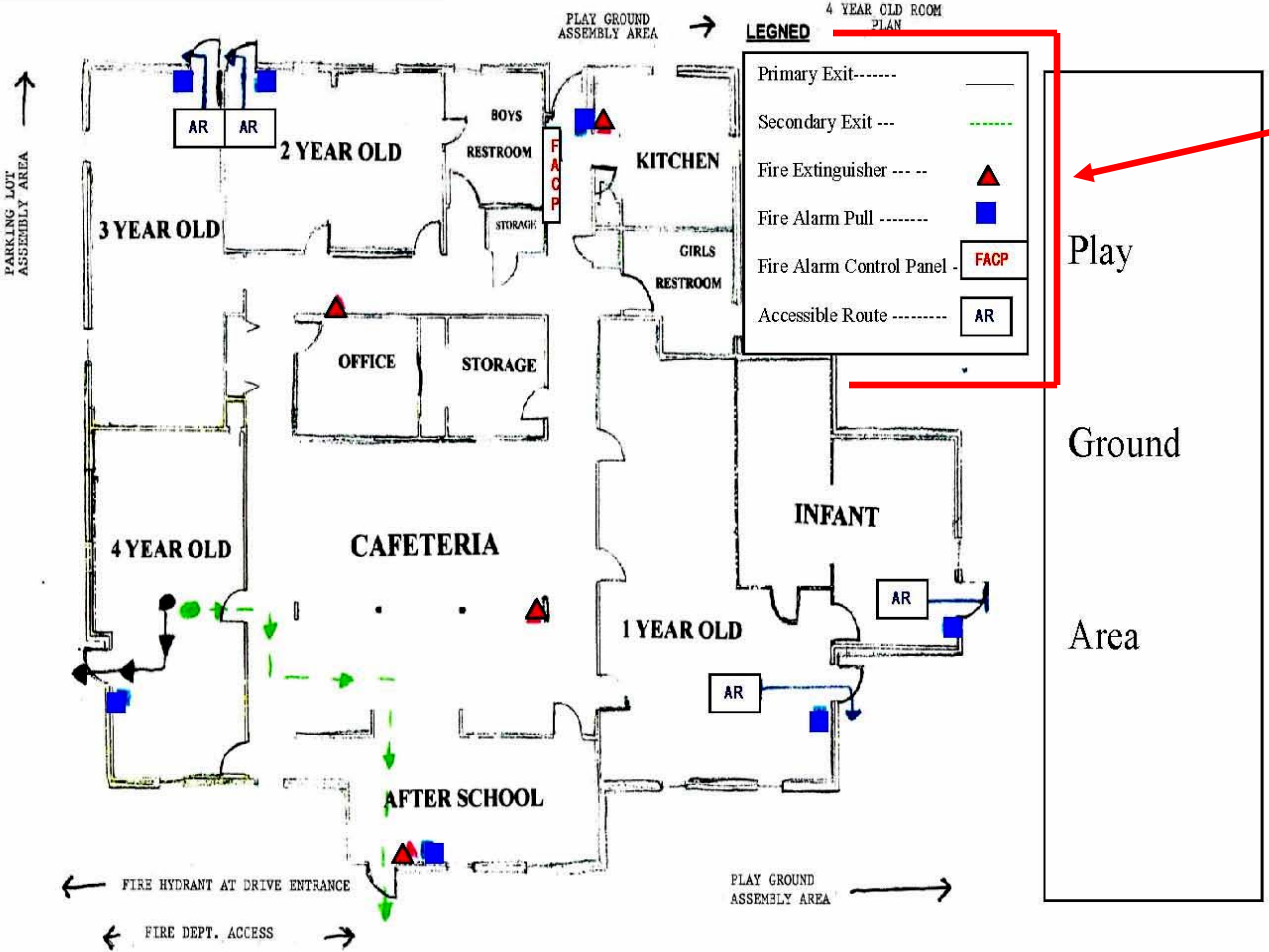 PLAY GROUND
ASSEMBLY AREA
4 YEAR OLD ROOM
PLAN
LEGNED
Primary Exit-------
Secondary Exit ---
Fire Extinguisher --- --
Fire Alarm Pull --------
Fire Alarm Control Panel - FACP
Accessible Route -------- AR
PARKING LOT
ASSEMBLY AREA
AR
AR
2 YEAR OLD
BOYS
RESTROOM
FACP
KITCHEN
3 YEAR OLD
STORAGE
GIRLS
RESTROOM
OFFICE
STORAGE
Play
Ground
Area
4 YEAR OLD
CAFETERIA
INFANT
AR
1 YEAR OLD
AR
AFTER SCHOOL
FIRE HYDRANT AT DRIVE ENTRANCE
FIRE DEPT. ACCESS
PLAY GROUND
ASSEMBLY AREA